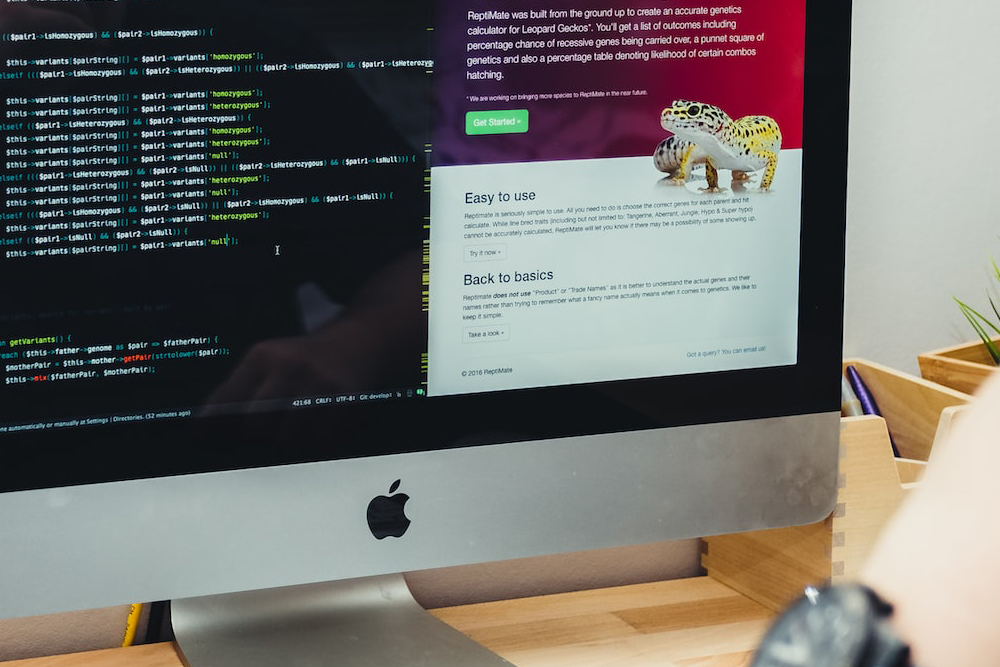 (($pair1->isHomozygous) && ($pair2->isHomozygous)) {
$this->variants[$pairString][] = $pair1->variants['homozygous'];
elseif ((($pair1->isHomozygous) && ($pair2->isHeterozygous)) || (($pair2->isHomozygous) && ($pair1->isHeterozyg
$this->variants[$pairString][] = $pair1->variants['homozygous'];
$this->variants[$pairString][] = $pair1->variants['heterozygous'];
elseif (($pair1->isHeterozygous) && ($pair2->isHeterozygous)) {
$this->variants[$pairString][] = $pair1->variants['homozygous'];
$this->variants[$pairString][] = $pair1->variants['heterozygous'];
$this->variants[$pairString][] = $pair1->variants['null'];
elseif ((($pair1->isNull) && ($pair2->isHeterozygous)) || (($pair1->isHeterozygous) && ($pair2->isNull))) {
$this->variants[$pairString][] = $pair1->variants['heterozygous'];
$this->variants[$pairString][] = $pair1->variants['null'];
elseif ((($pair1->isHomozygous) && ($pair2->isNull)) || (($pair2->isHomozygous) && ($pair1->isNull)) {
$this->variants[$pairString][] = $pair1->variants['heterozygous'];
elseif (($pair1->isNull) && ($pair2->isNull)) {
$this->variants[$pairString][] = $pair1->variants['null'];
getVariants() {
reach ($this->father->genome as $pair => $fatherPair) {
$motherPair = $this->mother->getPair(strtolower($pair));
$this->mix($fatherPair, $motherPair);
421:68 CRLF: UTF-8: Git develop:
one automatically or manually at Settings | Directories. (52 minutes ago)
ReptiMate was built from the ground up to create an accurate genetics
calculator for Leopard Geckos*. You'll get a list of outcomes including
percentage chance of recessive genes being carried over, a punnet square of
genetics and also a percentage table denoting likelihood of certain combos
hatching.
* We are working on bringing more species to ReptiMate in the near future.
Get Started »
Easy to use
Reptimate is seriously simple to use. All you need to do is choose the correct genes for each parent and hit
calculate. While line bred traits (including but not limited to: Tangerine, Aberrant, Jungle, Hypo & Super hypo)
cannot be accurately calculated, ReptiMate will let you know if there may be a possibility of some showing up.
Try it now »
Back to basics
Reptimate does not use "Product" or "Trade Names" as it is better to understand the actual genes and their
names rather than trying to remember what a fancy name actually means when it comes to genetics. We like to
keep it simple.
Take a look »
Got a query? You can email us!
© 2016 ReptiMate